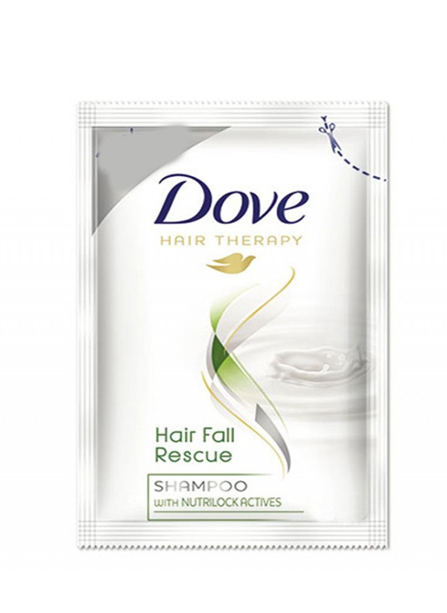 Dove
HAIR THERAPY
Hair Fall
Rescue
SHAMPOO
WITH NUTRILOCK ACTIVES